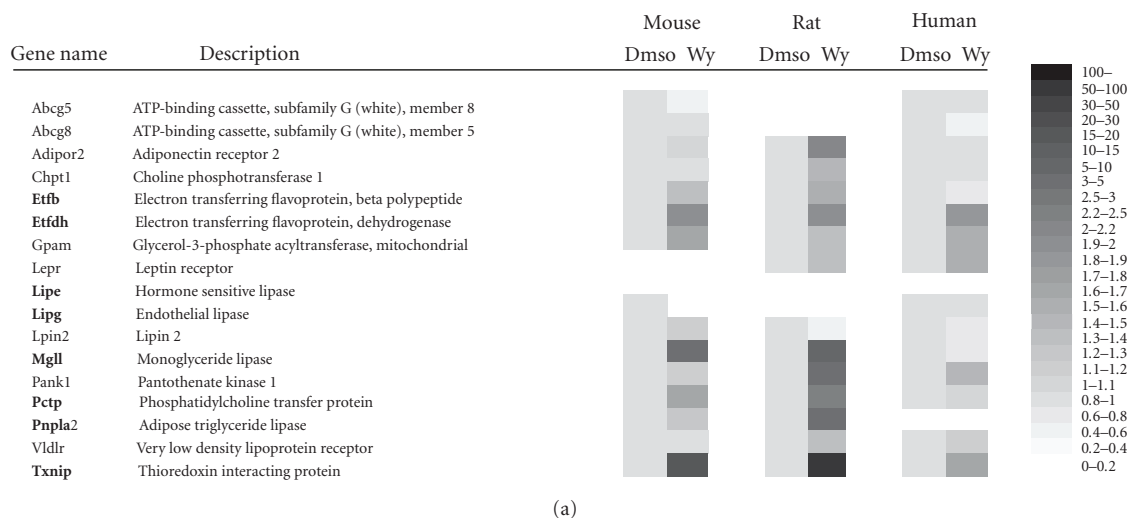 Mouse Rat Human
Gene name Description Dmso Wy Dmso Wy Dmso Wy
Abcg5 ATP-binding cassette, subfamily G (white), member 8
Abcg8 ATP-binding cassette, subfamily G (white), member 5
Adipor2 Adiponectin receptor 2
Chpt1 Choline phosphotransferase 1
Etfb Electron transferring flavoprotein, beta polypeptide
Etfdh Electron transferring flavoprotein, dehydrogenase
Gpam Glycerol-3-phosphate acyltransferase, mitochondrial
Lepr Leptin receptor
Lipe Hormone sensitive lipase
Lipg Endothelial lipase
Lpin2 Lipin 2
Mgll Monoglyceride lipase
Pank1 Pantothenate kinase 1
Pctp Phosphatidylcholine transfer protein
Pnpla2 Adipose triglyceride lipase
Vldlr Very low density lipoprotein receptor
Txnip Thioredoxin interacting protein
100–
50–100
30–50
20–30
15–20
10–15
5–10
3–5
2.5–3
2.2–2.5
2–2.2
1.9–2
1.8–1.9
1.7–1.8
1.6–1.7
1.5–1.6
1.4–1.5
1.3–1.4
1.2–1.3
1.1–1.2
1–1.1
0.8–1
0.6–0.8
0.4–0.6
0.2–0.4
0–0.2
(a)